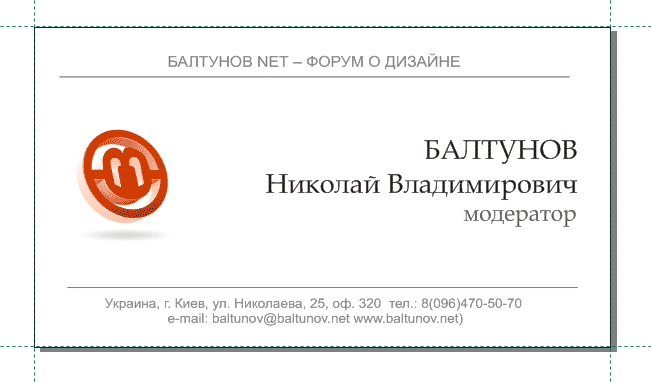 БАЛТУНОВ NET – ФОРУМ О ДИЗАЙНЕ
БАЛТУНОВ
Николай Владимирович
модератор
Украина, г. Киев, ул. Николаева, 25, оф. 320 тел.: 8(096)470-50-70
e-mail: baltunov@baltunov.net www.baltunov.net)